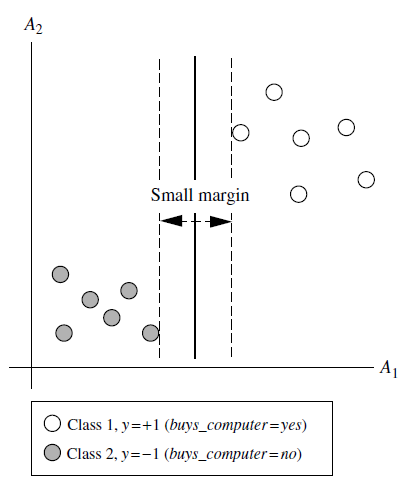 A2
Small margin
A1
Class 1, y=+1 (buys_computer=yes)
Class 2, y=−1 (buys_computer=no)